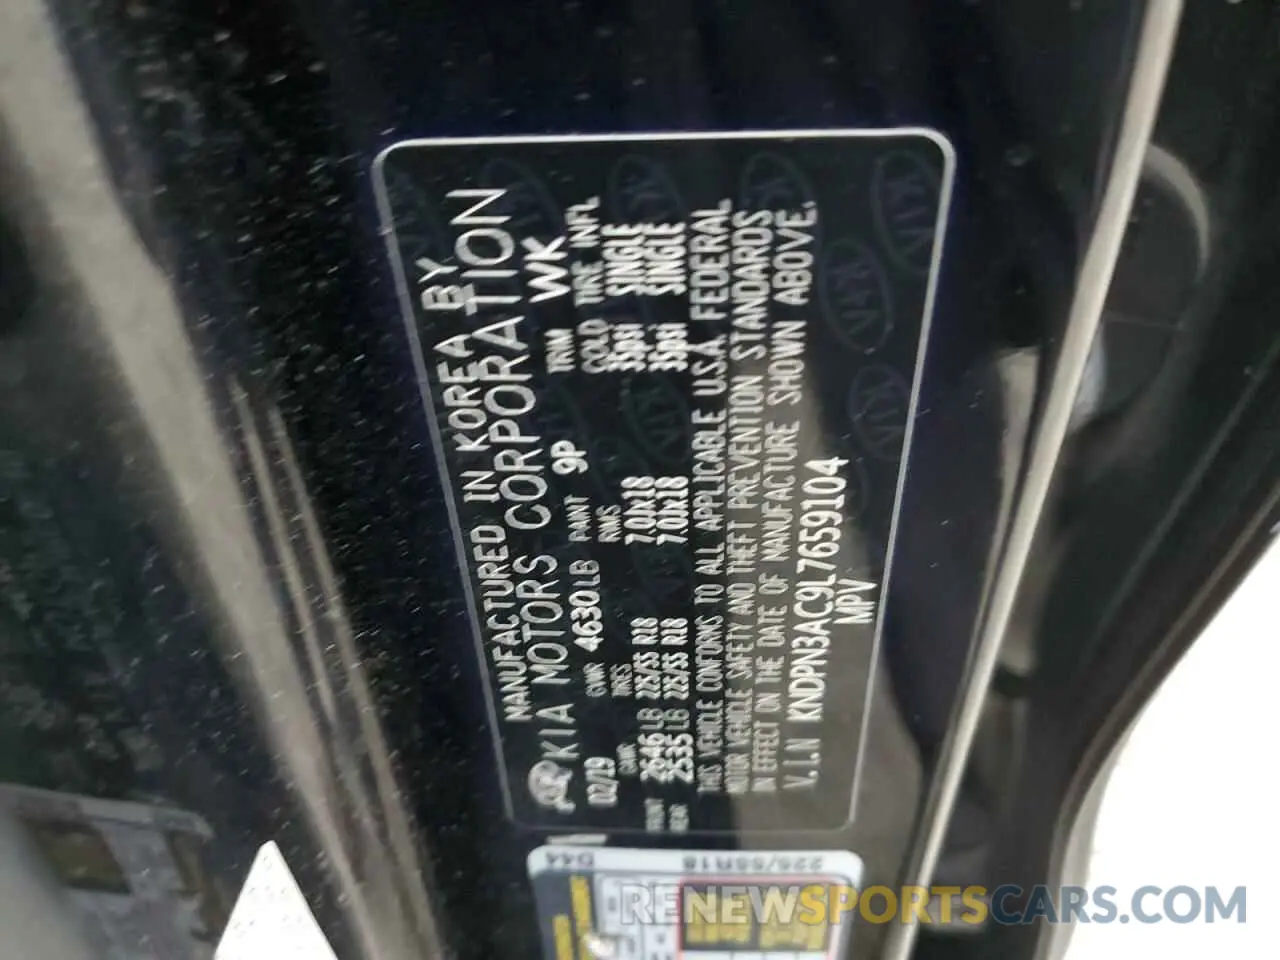 MANUFACTURED IN KOREA BY
KIA MOTORS CORPORATION
02/19 GVWR 4630LB PAINT 9P TRIM WK
GAWR TIRES RIMS COLD TIRE INFL
FRONT 2646LB 225/55 R18 7.0Jx18 35psi SINGLE
REAR 2535LB 225/55 R18 7.0Jx18 35psi SINGLE
THIS VEHICLE CONFORMS TO ALL APPLICABLE U.S.A. FEDERAL
MOTOR VEHICLE SAFETY AND THEFT PREVENTION STANDARDS
IN EFFECT ON THE DATE OF MANUFACTURE SHOWN ABOVE.
V.I.N KNDPN3AC9L7659104
MPV
D44 225/55R18
RENEWSPORTSCARS.COM